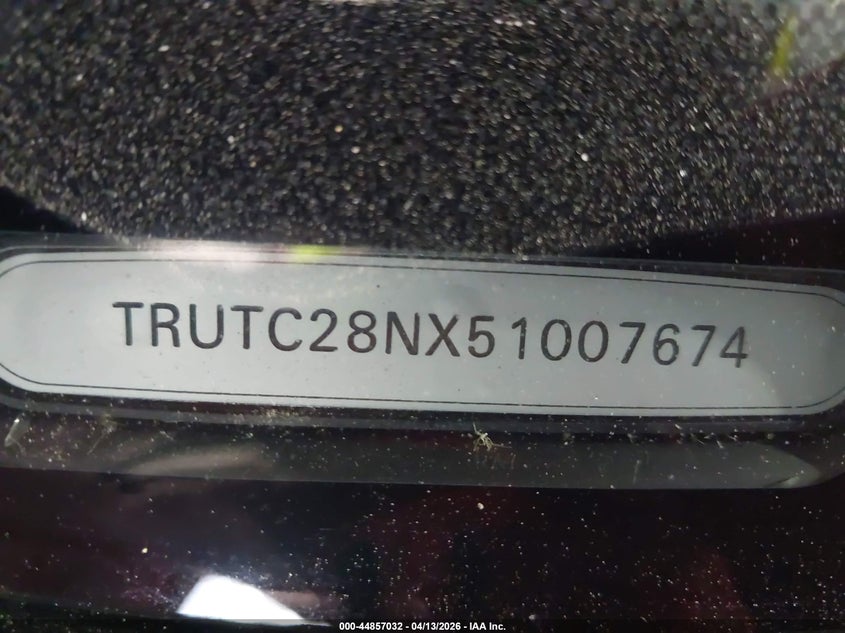 TRUTC28NX51007674
000-44857032 - 04/13/2026 - IAA Inc.